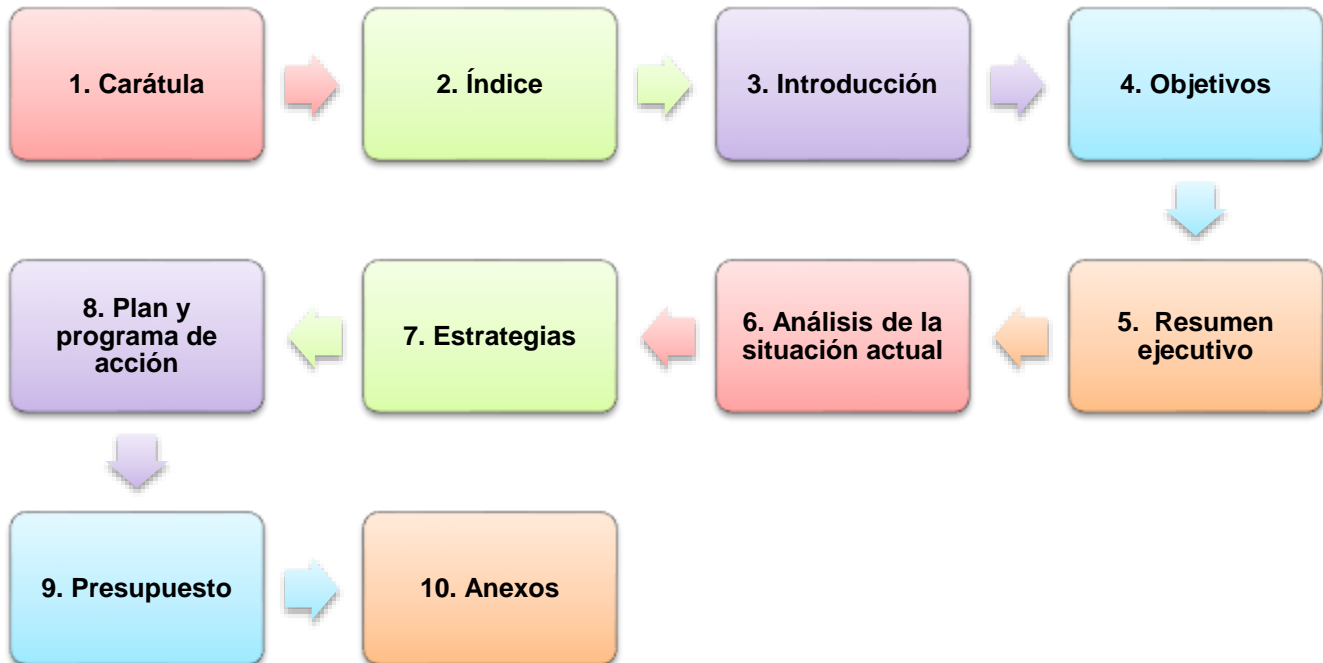 1. Carátula
2. Índice
3. Introducción
4. Objetivos
5. Resumen
ejecutivo
6. Análisis de la
situación actual
7. Estrategias
8. Plan y
programa de
acción
9. Presupuesto
10. Anexos